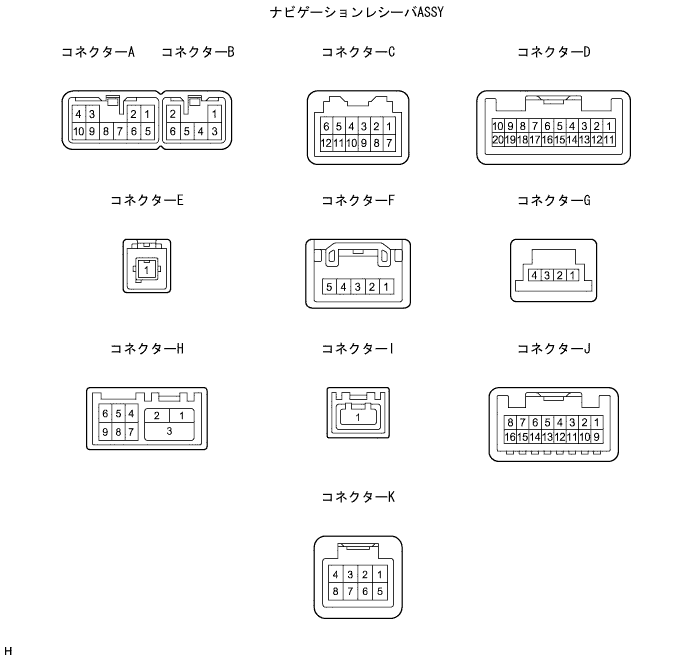 ナビゲーションレシーバASSY
コネクターA コネクターB コネクターC コネクターD
4 3 2 1
10 9 8 7 6 5
2 1
6 5 4 3
6 5 4 3 2 1
12 11 10 9 8 7
10 9 8 7 6 5 4 3 2 1
20 19 18 17 16 15 14 13 12 11
コネクターE コネクターF コネクターG
1
5 4 3 2 1
4 3 2 1
コネクターH コネクターI コネクターJ
6 5 4 2 1
9 8 7 3
1
8 7 6 5 4 3 2 1
16 15 14 13 12 11 10 9
コネクターK
4 3 2 1
8 7 6 5
H